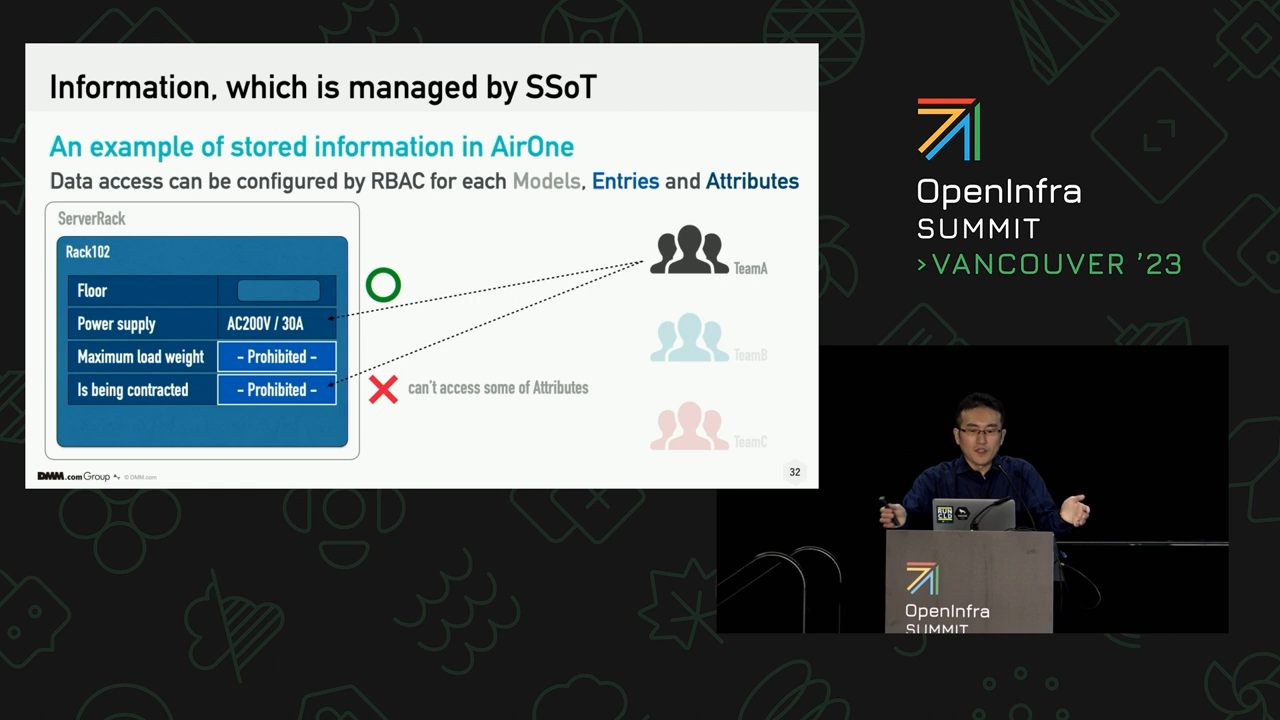 Information, which is managed by SSoT
An example of stored information in AirOne
Data access can be configured by RBAC for each Models, Entries and Attributes
ServerRack
Rack102
Floor
Power supply AC200V / 30A
Maximum load weight - Prohibited -
Is being contracted - Prohibited -
can't access some of Attributes
TeamA
TeamB
TeamC
DMM.com Group © DMM.com
32
OpenInfra
SUMMIT
>VANCOUVER '23
RUN
CLD
OpenInfra
SUMMIT